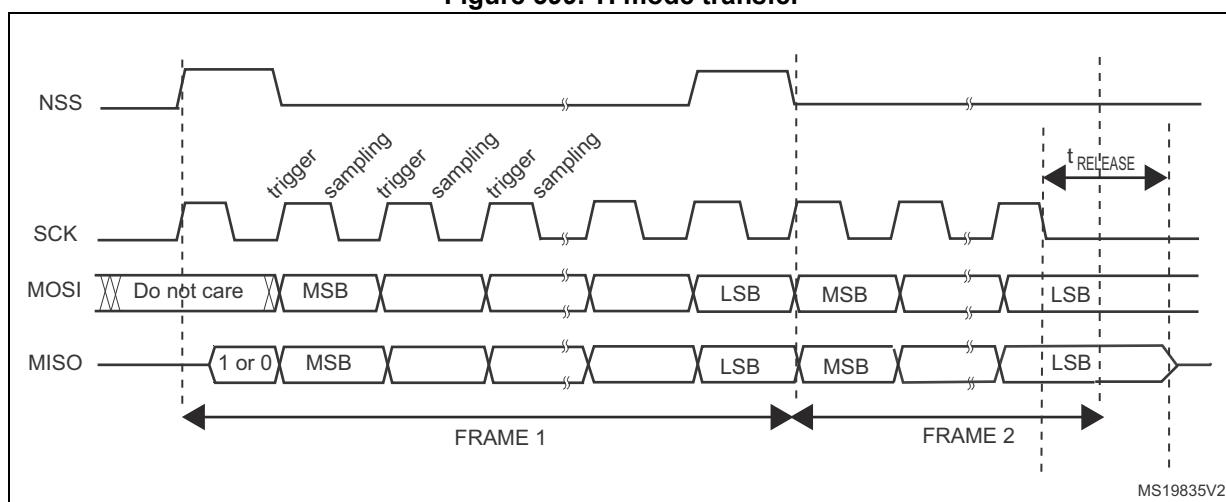 Figure TI mode transfer
NSS
trigger sampling trigger sampling trigger sampling
t RELEASE
SCK
MOSI Do not care MSB LSB MSB LSB
MISO 1 or 0 MSB LSB MSB LSB
FRAME 1 FRAME 2
MS19835V2